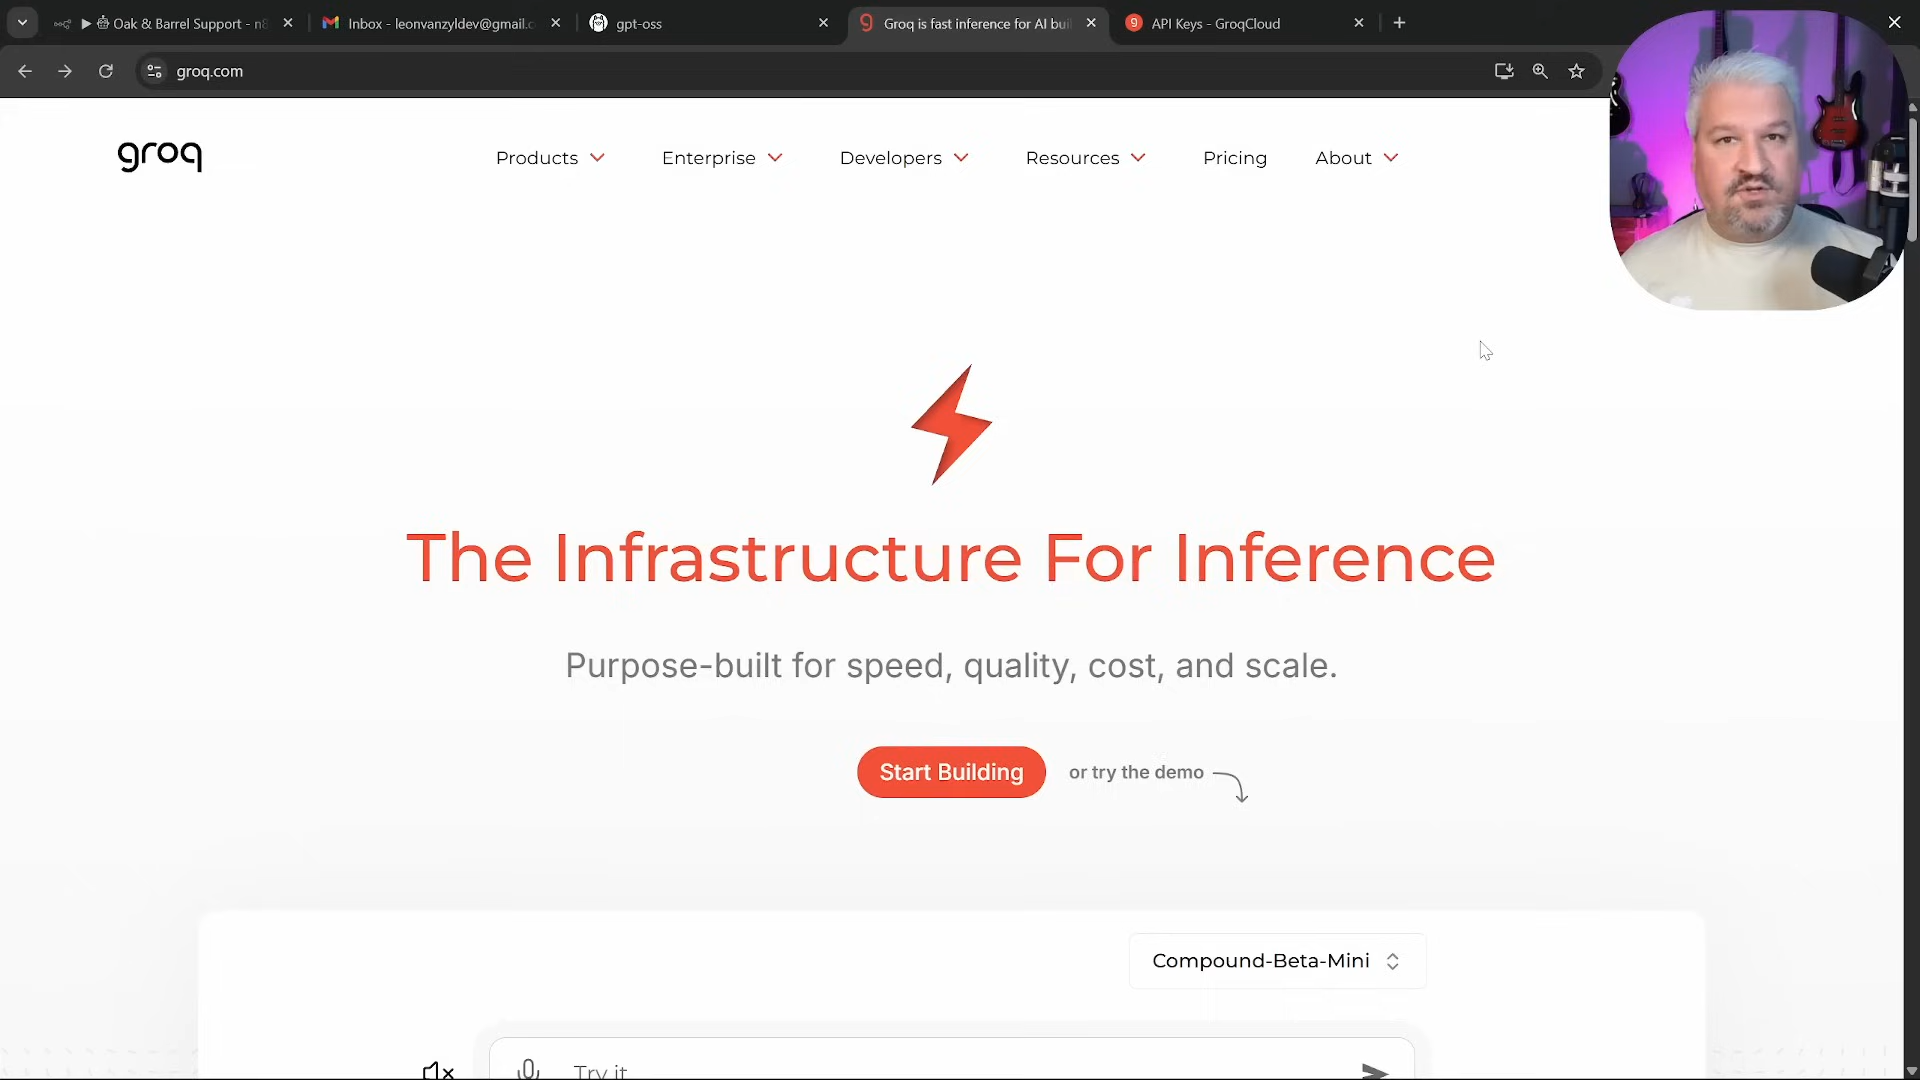 ▶ Oak & Barrel Support - n8
Inbox - leonvanzyldev@gmail.c
gpt-oss
Groq is fast inference for AI bui
API Keys - GroqCloud
groq.com
groq
Products
Enterprise
Developers
Resources
Pricing
About
The Infrastructure For Inference
Purpose-built for speed, quality, cost, and scale.
Start Building
or try the demo
Compound-Beta-Mini
Try it